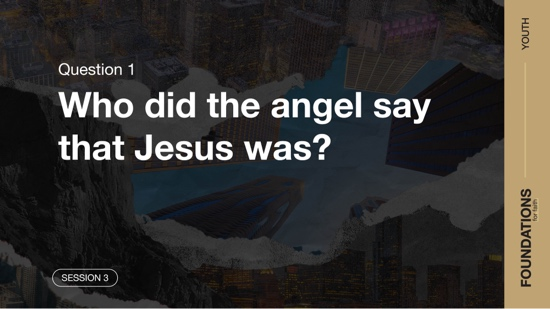 Question 1
Who did the angel say
that Jesus was?
SESSION 3
YOUTH
FOUNDATIONS
for faith